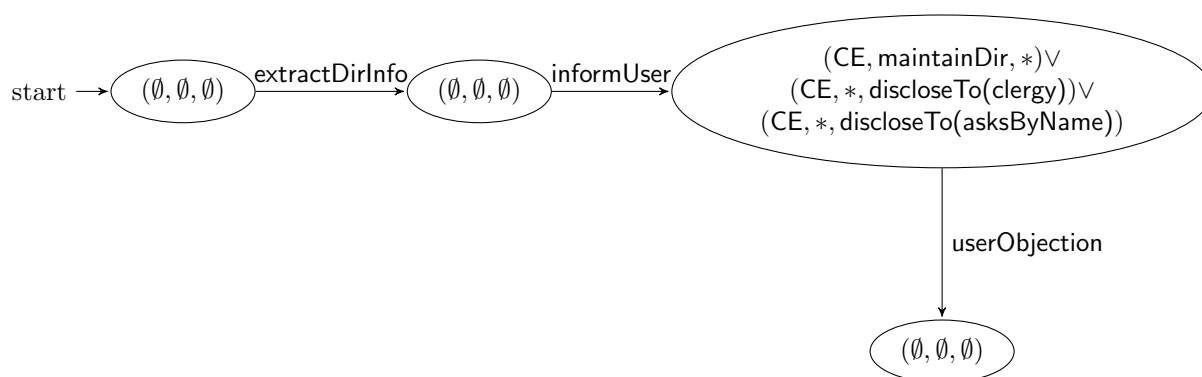 start
(∅, ∅, ∅)
extractDirInfo
(∅, ∅, ∅)
informUser
(CE, maintainDir, ∗)∨
(CE, ∗, discloseTo(clergy))∨
(CE, ∗, discloseTo(asksByName))
userObjection
(∅, ∅, ∅)